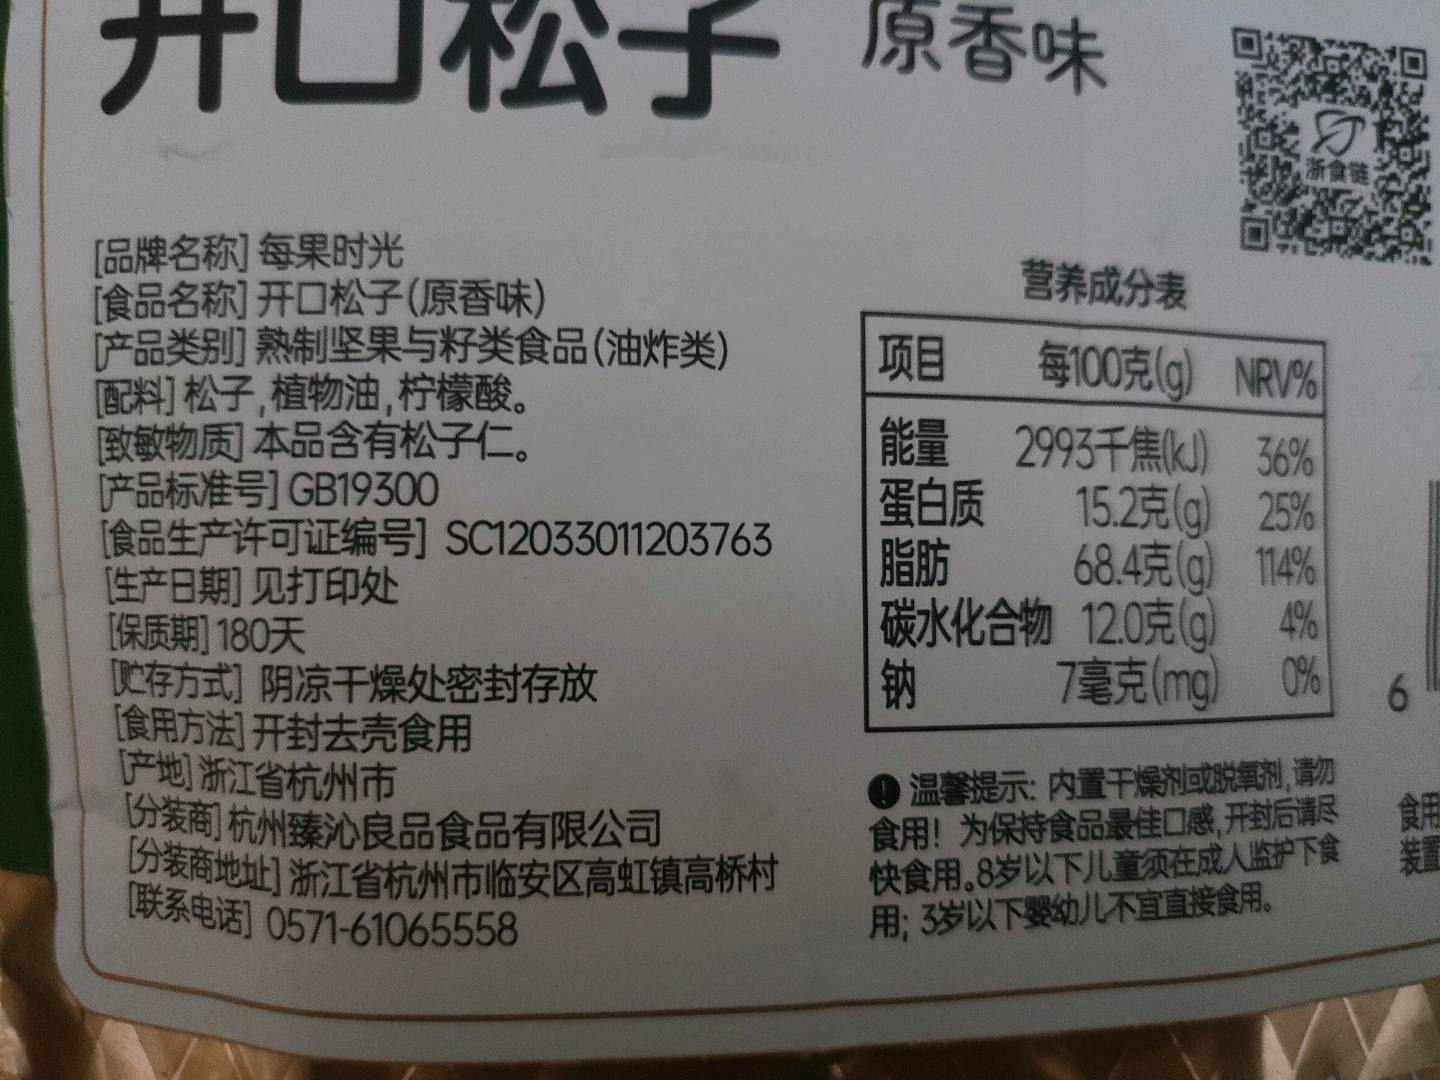 开口松子 原香味
浙食链
[品牌名称] 每果时光
[食品名称] 开口松子(原香味)
[产品类别] 熟制坚果与籽类食品(油炸类)
[配料] 松子,植物油,柠檬酸。
[致敏物质] 本品含有松子仁。
[产品标准号] GB19300
[食品生产许可证编号] SC12033011203763
[生产日期] 见打印处
[保质期] 180天
[贮存方式] 阴凉干燥处密封存放
[食用方法] 开封去壳食用
[产地] 浙江省杭州市
[分装商] 杭州臻沁良品食品有限公司
[分装商地址] 浙江省杭州市临安区高虹镇高桥村
[联系电话] 0571-61065558
营养成分表
项目 每100克(g) NRV%
能量 2993千焦(kJ) 36%
蛋白质 15.2克(g) 25%
脂肪 68.4克(g) 114%
碳水化合物 12.0克(g) 4%
钠 7毫克(mg) 0%
! 温馨提示: 内置干燥剂或脱氧剂,请勿
食用! 为保持食品最佳口感,开封后请尽
快食用。8岁以下儿童须在成人监护下食
用; 3岁以下婴幼儿不宜直接食用。
6
食用
装置